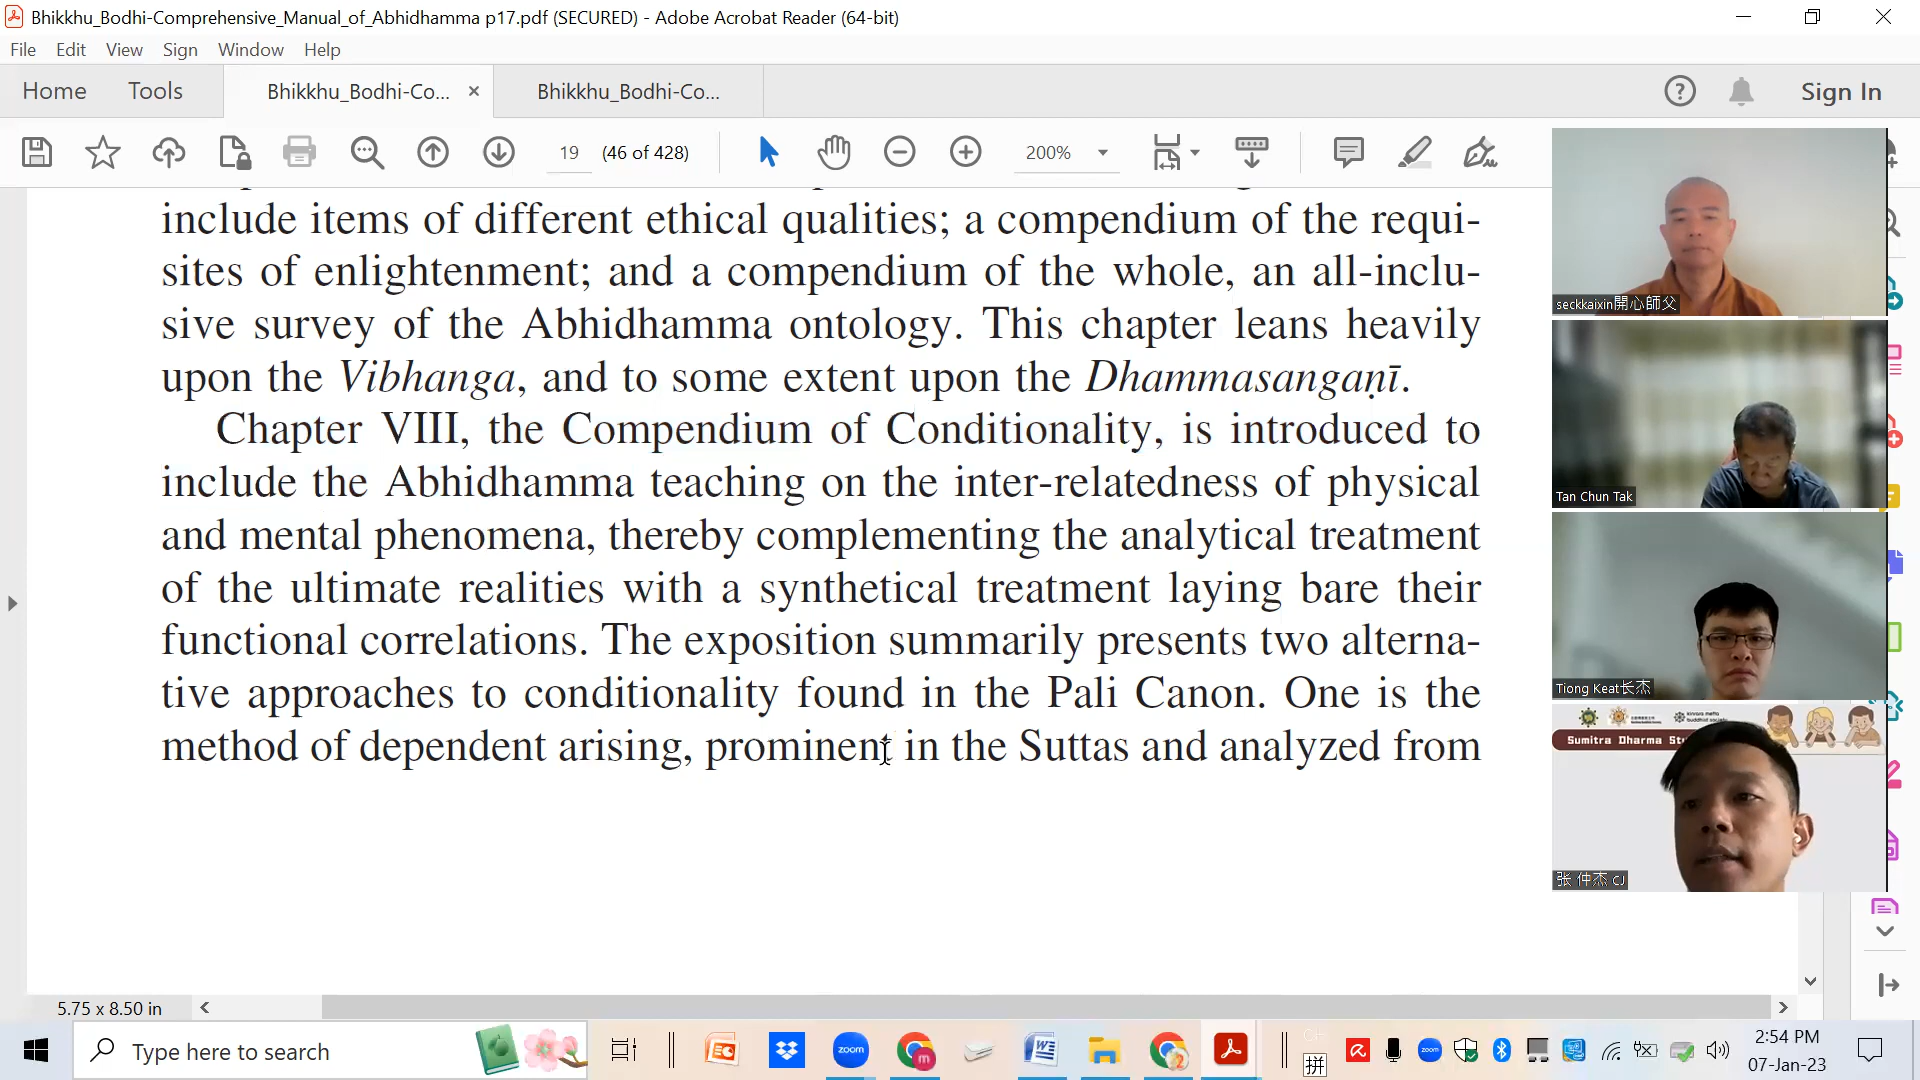 Bhikkhu_Bodhi-Comprehensive_Manual_of_Abhidhamma p17.pdf (SECURED) - Adobe Acrobat Reader (64-bit)
File Edit View Sign Window Help
Home Tools Bhikkhu_Bodhi-Co... × Bhikkhu_Bodhi-Co... Sign In
19 (46 of 428) 200%
include items of different ethical qualities; a compendium of the requi-
sites of enlightenment; and a compendium of the whole, an all-inclu-
sive survey of the Abhidhamma ontology. This chapter leans heavily
upon the Vibhanga, and to some extent upon the Dhammasangaṇī.
Chapter VIII, the Compendium of Conditionality, is introduced to
include the Abhidhamma teaching on the inter-relatedness of physical
and mental phenomena, thereby complementing the analytical treatment
of the ultimate realities with a synthetical treatment laying bare their
functional correlations. The exposition summarily presents two alterna-
tive approaches to conditionality found in the Pali Canon. One is the
method of dependent arising, prominent in the Suttas and analyzed from
seckkaixin開心師父
Tan Chun Tak
Tiong Keat长杰
Sumitra Dharma
张 仲杰 CJ
5.75 x 8.50 in
Type here to search
zoom
zoom
拼
2:54 PM
07-Jan-23